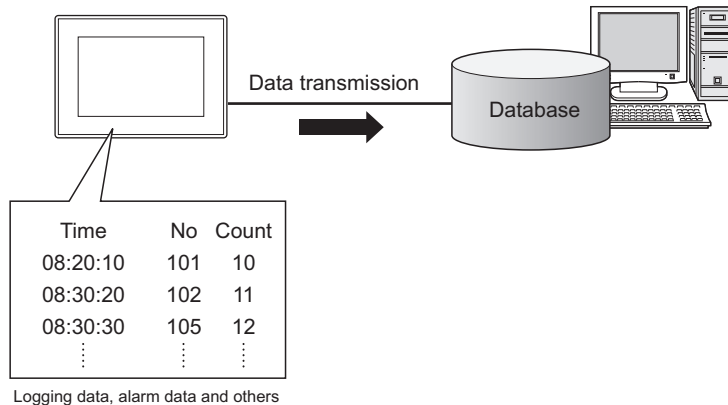 Data transmission
Database
Time No Count
08:20:10 101 10
08:30:20 102 11
08:30:30 105 12
Logging data, alarm data and others